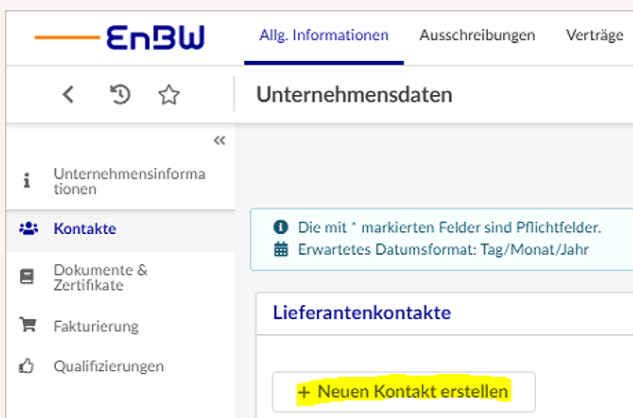 EnBW
Allg. Informationen Ausschreibungen Verträge
Unternehmensdaten
Unternehmensinforma
tionen
Kontakte
Dokumente &
Zertifikate
Fakturierung
Qualifizierungen
Die mit * markierten Felder sind Pflichtfelder.
Erwartetes Datumsformat: Tag/Monat/Jahr
Lieferantenkontakte
+ Neuen Kontakt erstellen